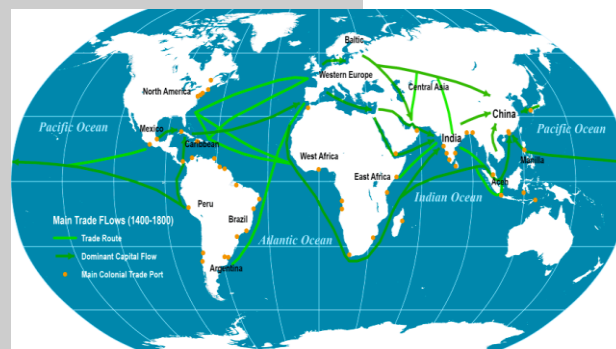 Baltic
Western Europe
North America
Central Asia
China
Pacific Ocean
Mexico
Caribbean
India
Pacific Ocean
Manilla
West Africa
East Africa
Aceh
Indian Ocean
Peru
Brazil
Main Trade FLows (1400-1800)
Trade Route
Atlantic Ocean
Dominant Capital Flow
Argentina
Main Colonial Trade Port